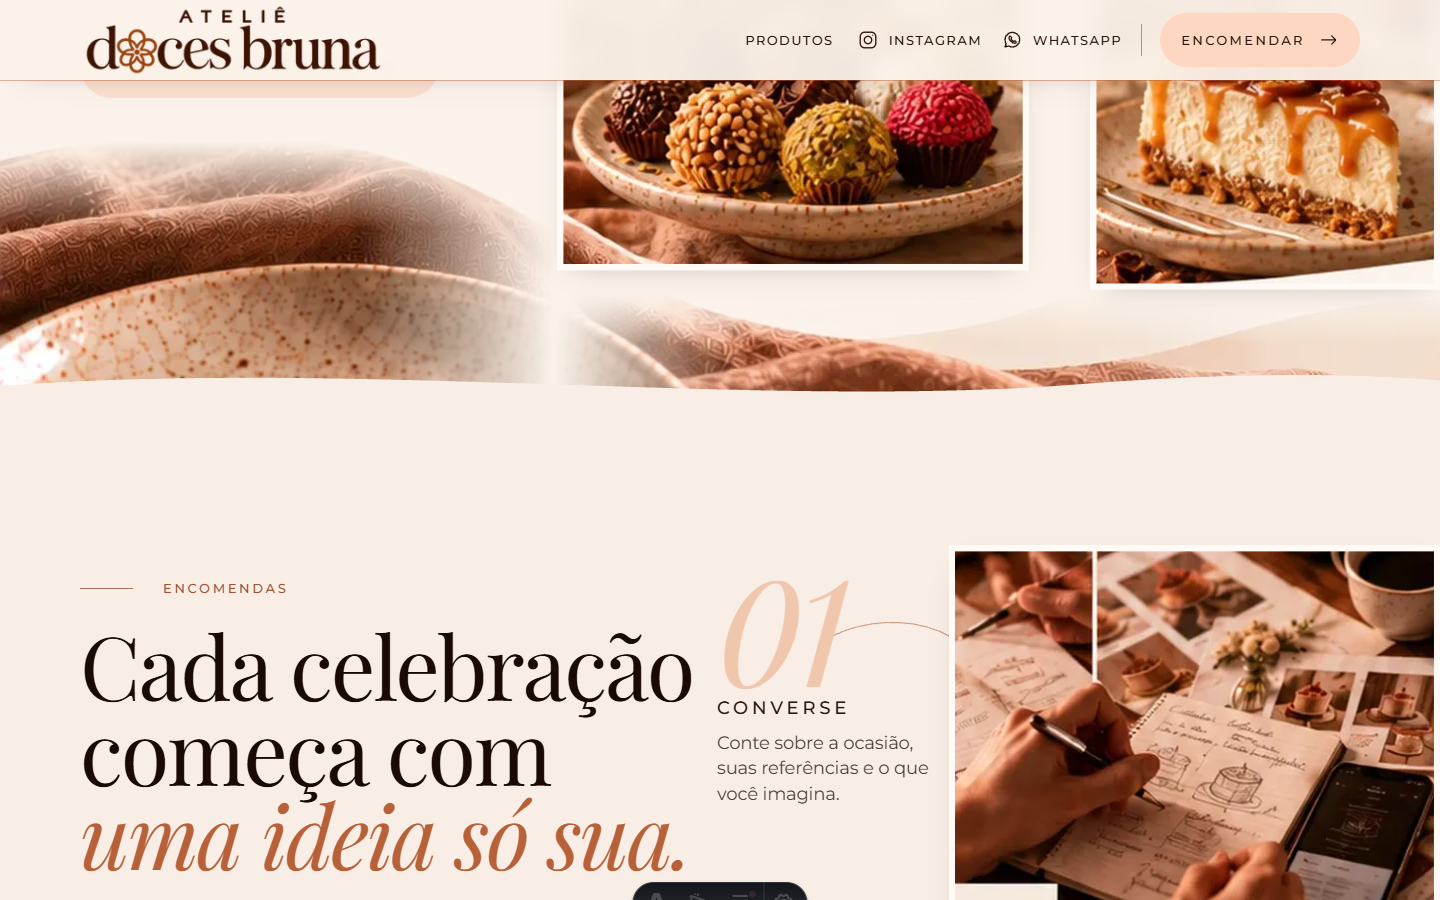 ATELIÊ
doces bruna
PRODUTOS
INSTAGRAM
WHATSAPP
ENCOMENDAR
ENCOMENDAS
Cada celebração
começa com
uma ideia só sua.
01
CONVERSE
Conte sobre a ocasião,
suas referências e o que
você imagina.